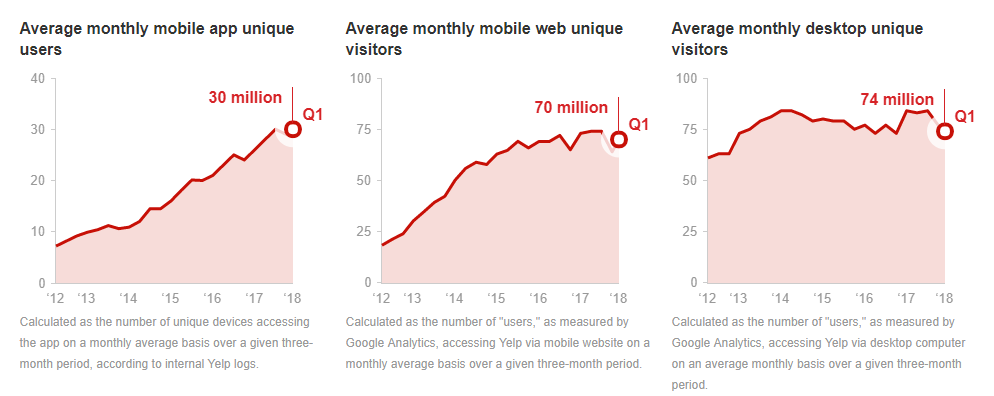 Average monthly mobile app unique
users
40
30 million
Q1
30
20
10
0
‘12 ‘13 ‘14 ‘15 ‘16 ‘17 ‘18
Calculated as the number of unique devices accessing
the app on a monthly average basis over a given three-
month period, according to internal Yelp logs.
Average monthly mobile web unique
visitors
100
70 million
Q1
75
50
25
0
‘12 ‘13 ‘14 ‘15 ‘16 ‘17 ‘18
Calculated as the number of "users," as measured by
Google Analytics, accessing Yelp via mobile website on a
monthly average basis over a given three-month period.
Average monthly desktop unique
visitors
100
74 million
Q1
75
50
25
0
‘12 ‘13 ‘14 ‘15 ‘16 ‘17 ‘18
Calculated as the number of "users," as measured by
Google Analytics, accessing Yelp via desktop computer
on an average monthly basis over a given three-month
period.